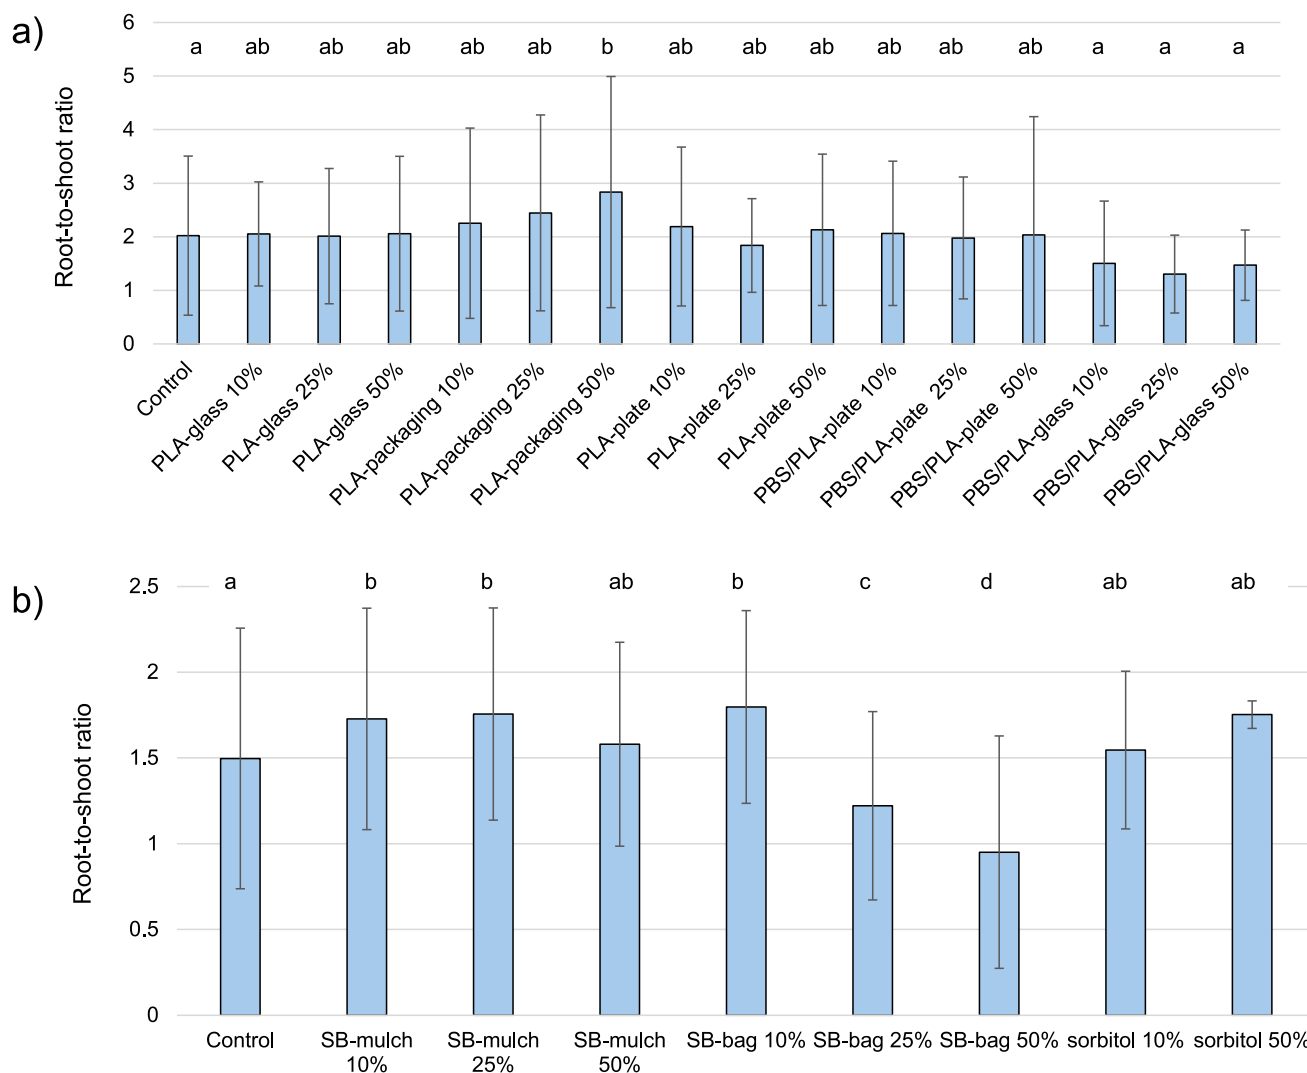 a)
6
5
4
3
2
1
0
Root-to-shoot ratio
a ab ab ab ab ab b ab ab ab ab ab ab a a a
Control
PLA-glass 10%
PLA-glass 25%
PLA-glass 50%
PLA-packaging 10%
PLA-packaging 25%
PLA-packaging 50%
PLA-plate 10%
PLA-plate 25%
PLA-plate 50%
PBS/PLA-plate 10%
PBS/PLA-plate 25%
PBS/PLA-plate 50%
PBS/PLA-glass 10%
PBS/PLA-glass 25%
PBS/PLA-glass 50%
b)
2.5
2
1.5
1
0.5
0
Root-to-shoot ratio
a b b ab b c d ab ab
Control
SB-mulch
10%
SB-mulch
25%
SB-mulch
50%
SB-bag 10%
SB-bag 25%
SB-bag 50%
sorbitol 10%
sorbitol 50%